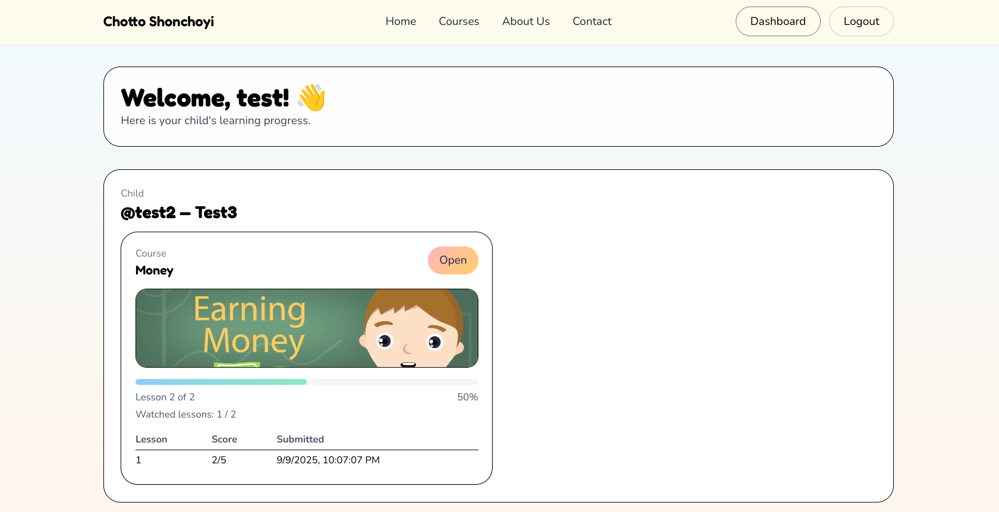 Chotto Shonchoyi
Home Courses About Us Contact
Dashboard Logout
Welcome, test! 👋
Here is your child's learning progress.
Child
@test2 — Test3
Course
Money
Open
Earning
Money
Lesson 2 of 2 50%
Watched lessons: 1 / 2
Lesson Score Submitted
1 2/5 9/9/2025, 10:07:07 PM